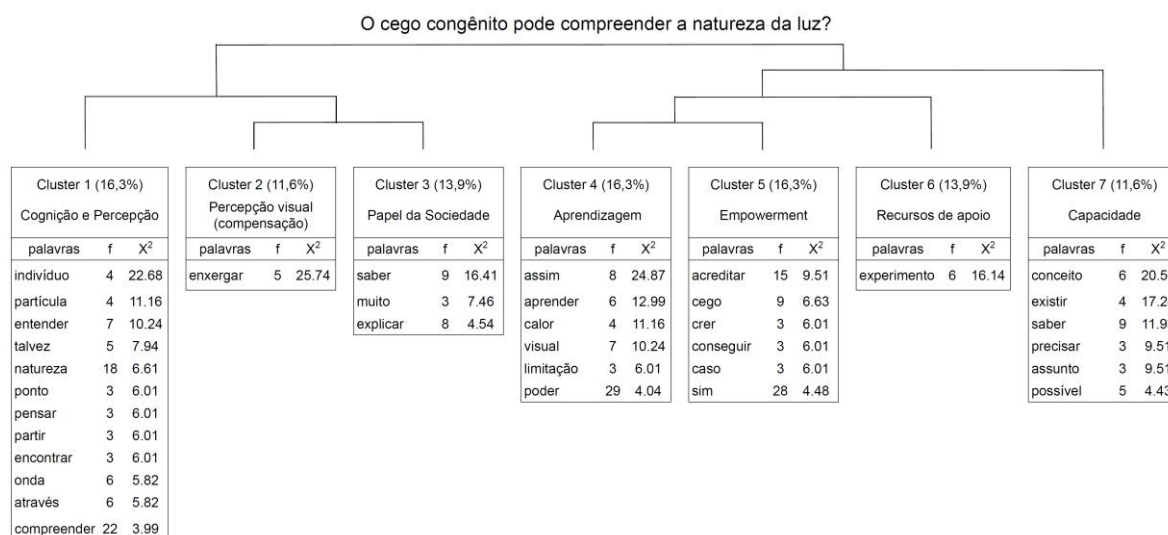 O cego congênito pode compreender a natureza da luz?
Cluster 1 (16,3%)
Cognição e Percepção
palavras f X²
indivíduo 4 22.68
partícula 4 11.16
entender 7 10.24
talvez 5 7.94
natureza 18 6.61
ponto 3 6.01
pensar 3 6.01
partir 3 6.01
encontrar 3 6.01
onda 6 5.82
através 6 5.82
compreender 22 3.99
Cluster 2 (11,6%)
Percepção visual
(compensação)
palavras f X²
enxergar 5 25.74
Cluster 3 (13,9%)
Papel da Sociedade
palavras f X²
saber 9 16.41
muito 3 7.46
explicar 8 4.54
Cluster 4 (16,3%)
Aprendizagem
palavras f X²
assim 8 24.87
aprender 6 12.99
calor 4 11.16
visual 7 10.24
limitação 3 6.01
poder 29 4.04
Cluster 5 (16,3%)
Empowerment
palavras f X²
acreditar 15 9.51
cego 9 6.63
crer 3 6.01
conseguir 3 6.01
caso 3 6.01
sim 28 4.48
Cluster 6 (13,9%)
Recursos de apoio
palavras f X²
experimento 6 16.14
Cluster 7 (11,6%)
Capacidade
palavras f X²
conceito 6
existir 4
saber 9
precisar 3 9.51
assunto 3 9.51
possível 5 4.43